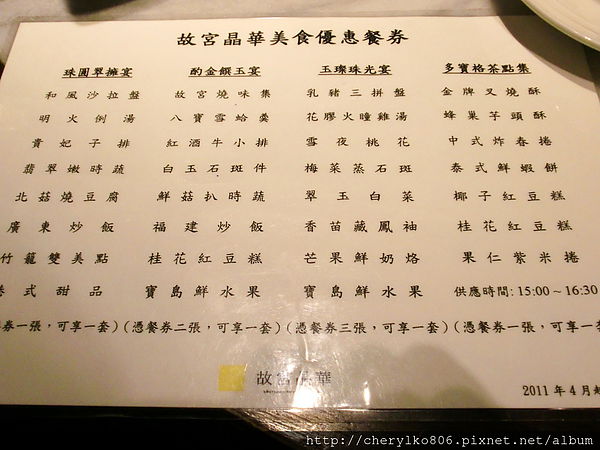 故宮晶華美食優惠餐券
珠圍翠擁宴 酌金饌玉宴 玉璨珠光宴 多寶格茶點集
和風沙拉盤 故宮燒味集 乳豬三拼盤 金牌叉燒酥
明火例湯 八寶雪蛤羹 花膠火瞳雞湯 蜂巢芋頭酥
貴妃子排 紅酒牛小排 雪夜桃花 中式炸春捲
翡翠嫩時蔬 白玉石斑件 梅菜蒸石斑 泰式鮮蝦餅
北菇燒豆腐 鮮菇扒時蔬 翠玉白菜 椰子紅豆糕
廣東炒飯 福建炒飯 香苗藏鳳袖 桂花紅豆糕
竹籠雙美點 桂花紅豆糕 芒果鮮奶烙 果仁紫米捲
港式甜品 寶島鮮水果 寶島鮮水果 供應時間: 15:00~16:30
券一張，可享一套) (憑餐券二張，可享一套) (憑餐券三張，可享一套) (憑餐券一張，可享一套
故宮晶華
2011 年 4 月
http://cherylko806.pixnet.net/album